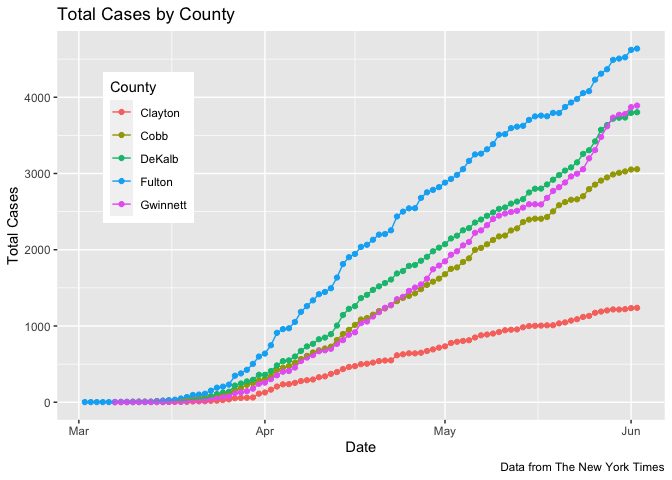 Total Cases by County
Total Cases
4000
3000
2000
1000
0
County
Clayton
Cobb
DeKalb
Fulton
Gwinnett
Mar
Apr
May
Jun
Date
Data from The New York Times